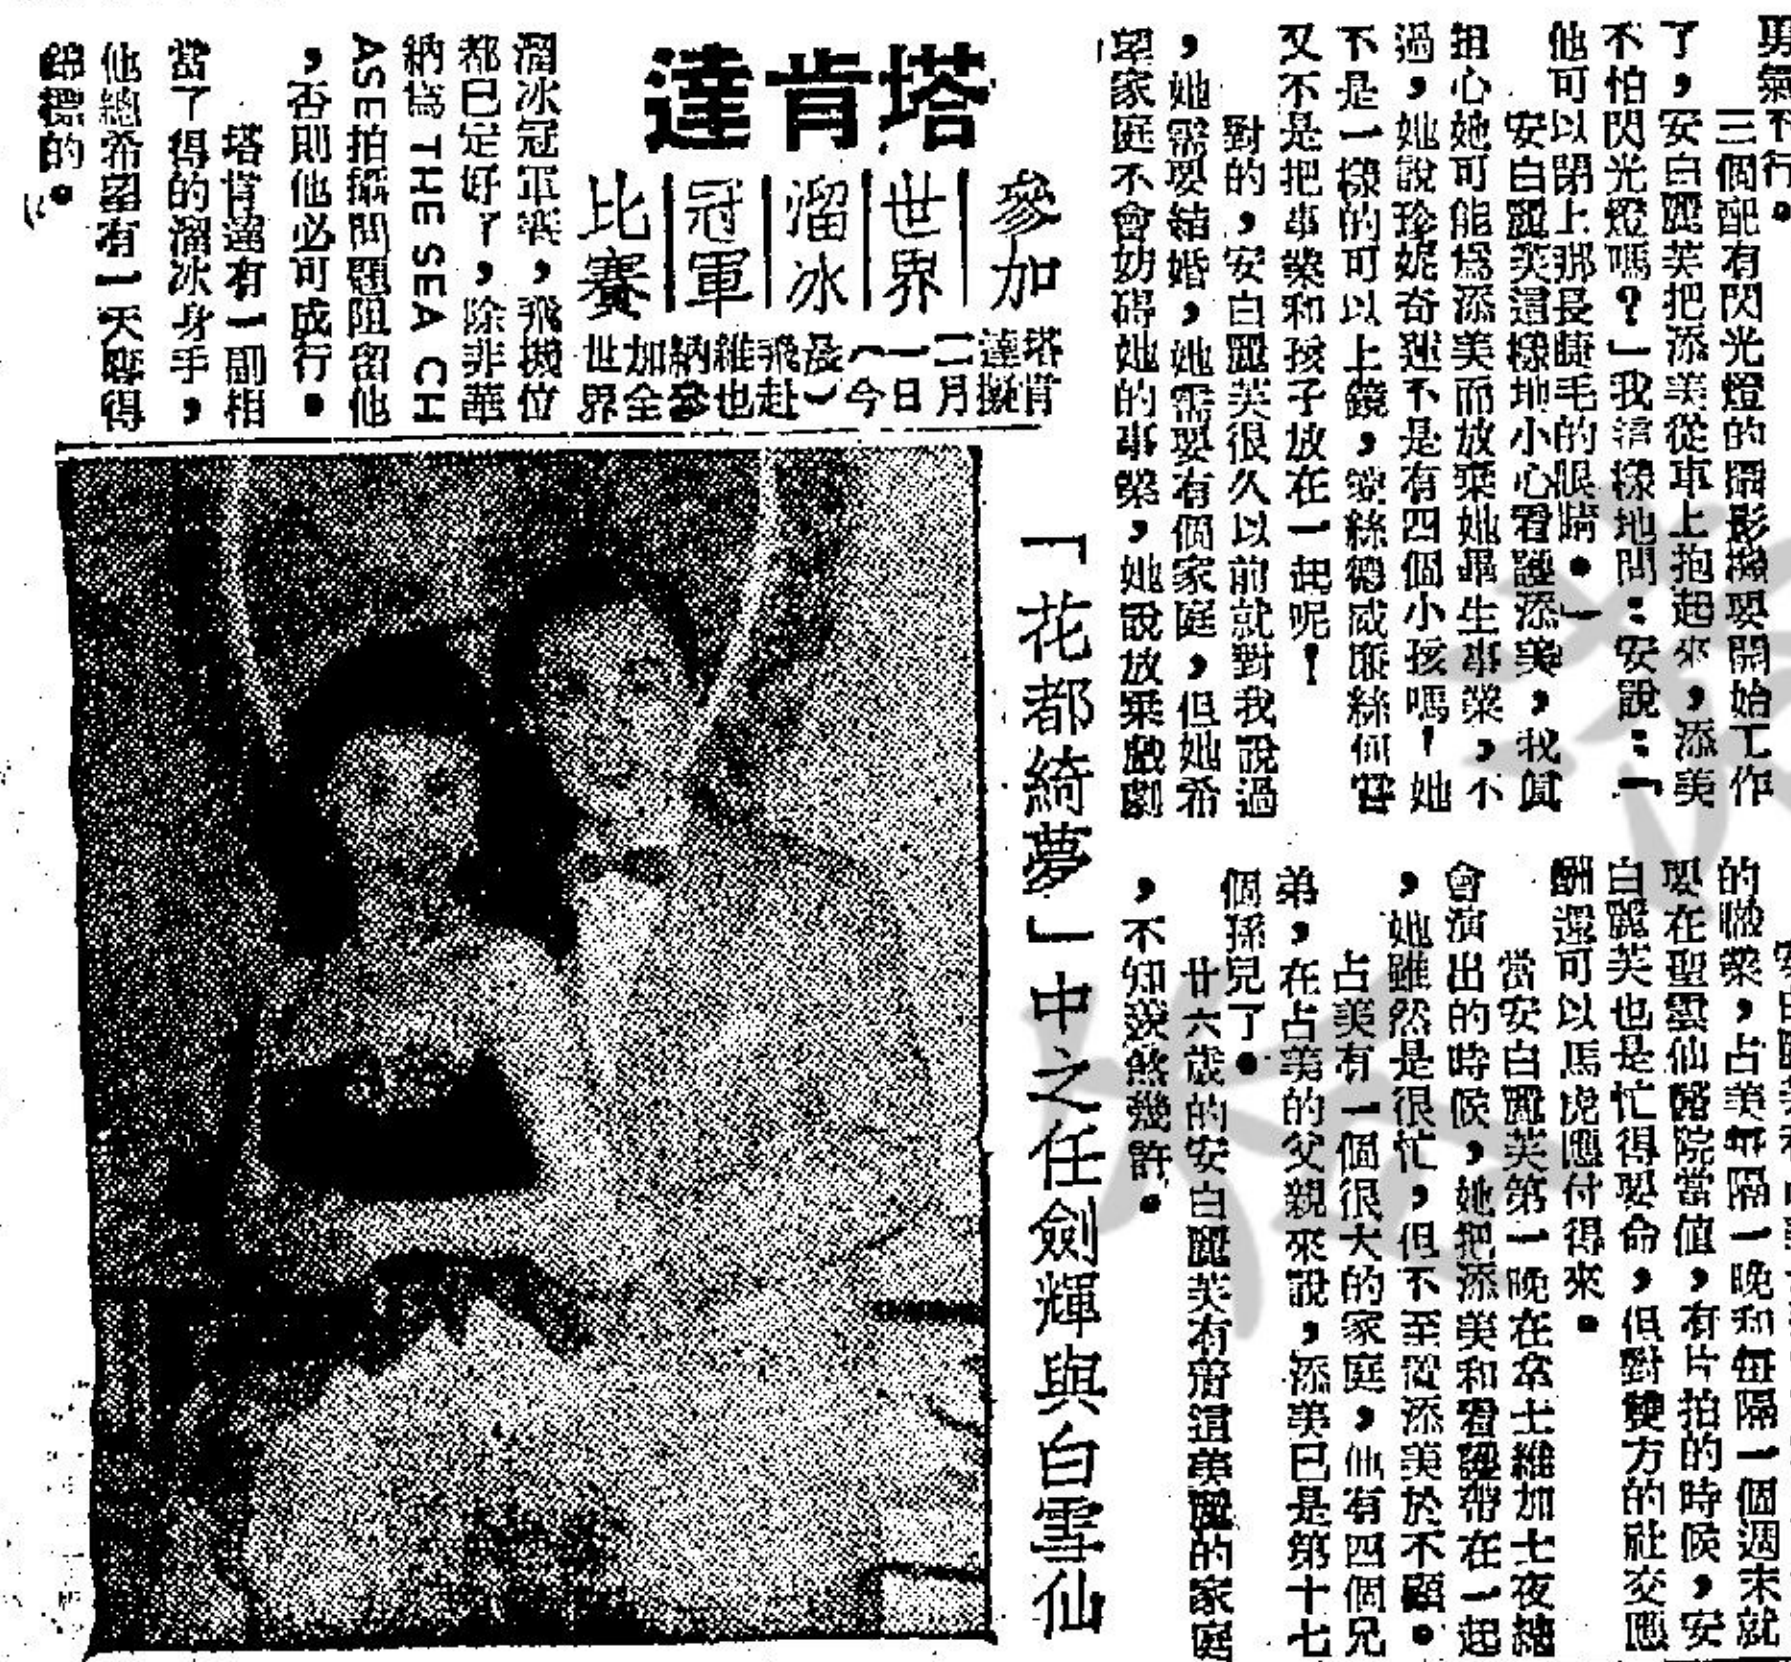 勇氣不行。
三個配有閃光燈的攝影機要開始工作
了，安白麗芙把添美從車上抱起來，添美
不怕閃光燈嗎？」我這樣地問：安說：「
他可以閉上那長睫毛的眼睛。」
安白麗芙這樣地小心看護添美，我眞
担心她可能爲添美而放棄她畢生事業，不
過，她說珍妮奇連不是有四個小孩嗎！她
不是一樣的可以上鏡，愛絲德威廉絲何嘗
又不是把事業和孩子放在一起呢！
對的，安白麗芙很久以前就對我說過
，她需要結婚，她需要有個家庭，但她希
望家庭不會妨碍她的事業，她說放棄戲劇
的職業，占美每隔一晚和每隔一個週末就
要在聖雲仙醫院當值，有片拍的時候，安
白麗芙也是忙得要命，但對雙方的社交應
酬還可以馬虎應付得來。
當安白麗芙第一晚在韋士維加士夜總
會演出的時候，她把添美和看護帶在一起
，她雖然是很忙，但不至置添美於不顧。
占美有一個很大的家庭，他有四個兄
弟，在占美的父親來說，添美已是第十七
個孫兒了。
廿六歲的安白麗芙有着這美麗的家庭
，不知羨煞幾許。
塔肯達
參加
世界
溜冰
冠軍
比賽
塔肯
達擬
二月
一日
（今
晨）
飛赴
維也
納參
加全
世界
溜冰冠軍賽，飛機位
都已定好了，除非華
納爲 THE SEA CH
ASE拍攝問題阻留他
，否則他必可成行。
塔肯達有一副相
當了得的溜冰身手，
他總希望有一天奪得
錦標的。
「花都綺夢」中之任劍輝與白雪仙